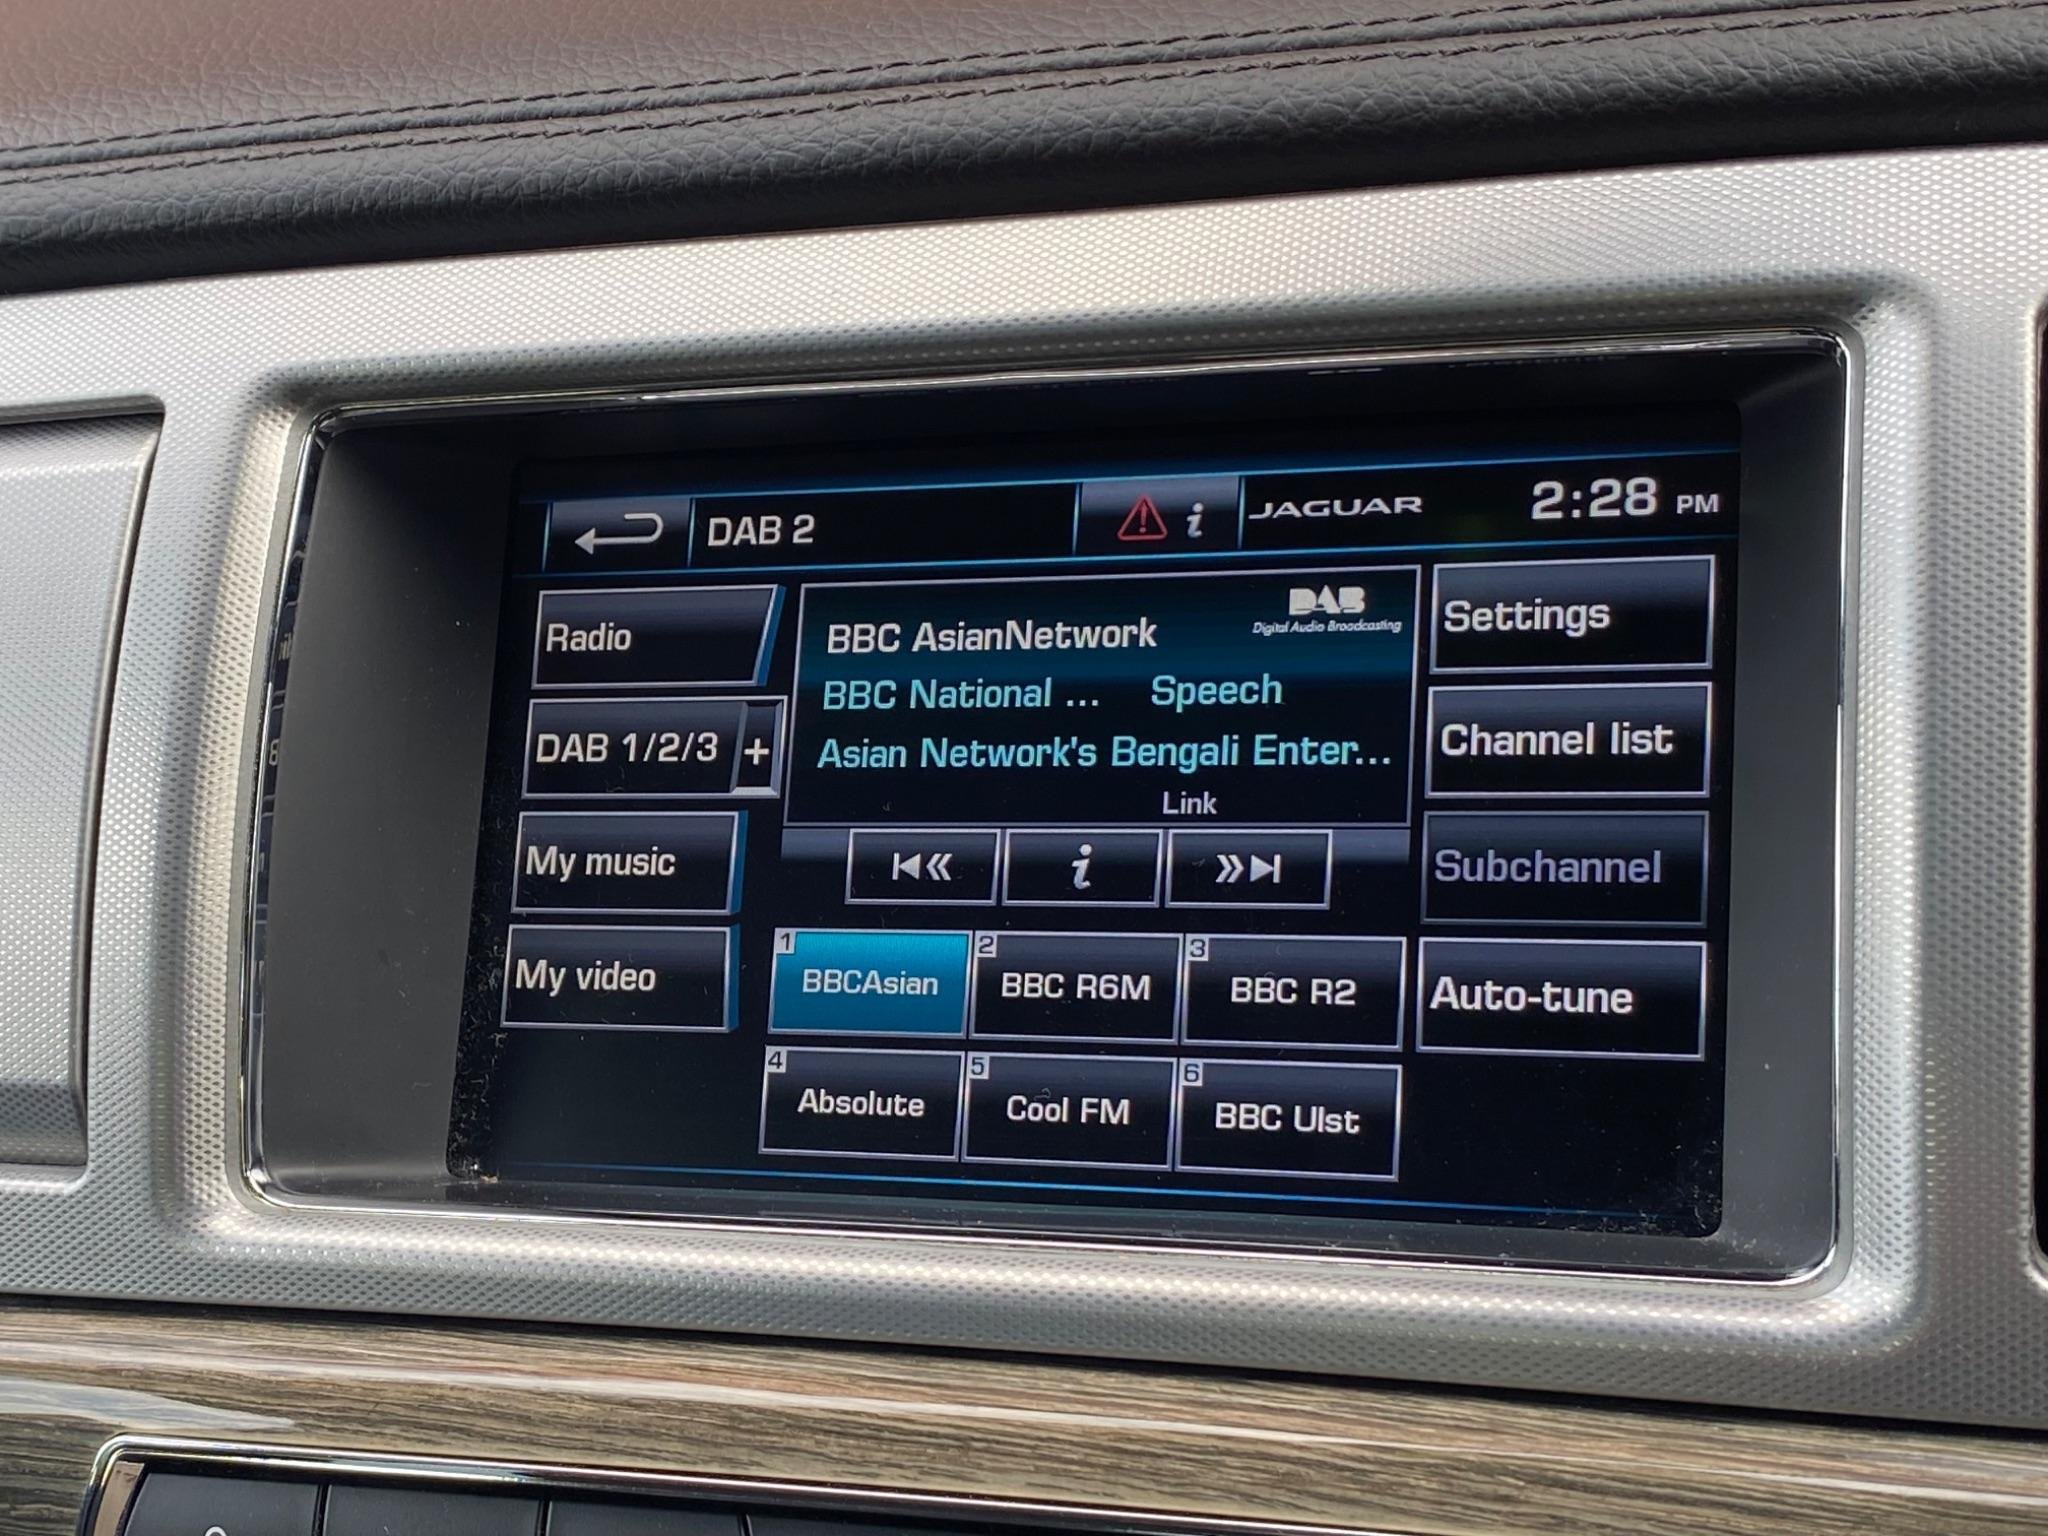 DAB 2
i
JAGUAR
2:28 PM
Radio
DAB 1/2/3 +
My music
My video
BBC AsianNetwork
DAB
Digital Audio Broadcasting
BBC National ... Speech
Asian Network's Bengali Enter...
Link
i
1 BBCAsian
2 BBC R6M
3 BBC R2
4 Absolute
5 Cool FM
6 BBC Ulst
Settings
Channel list
Subchannel
Auto-tune